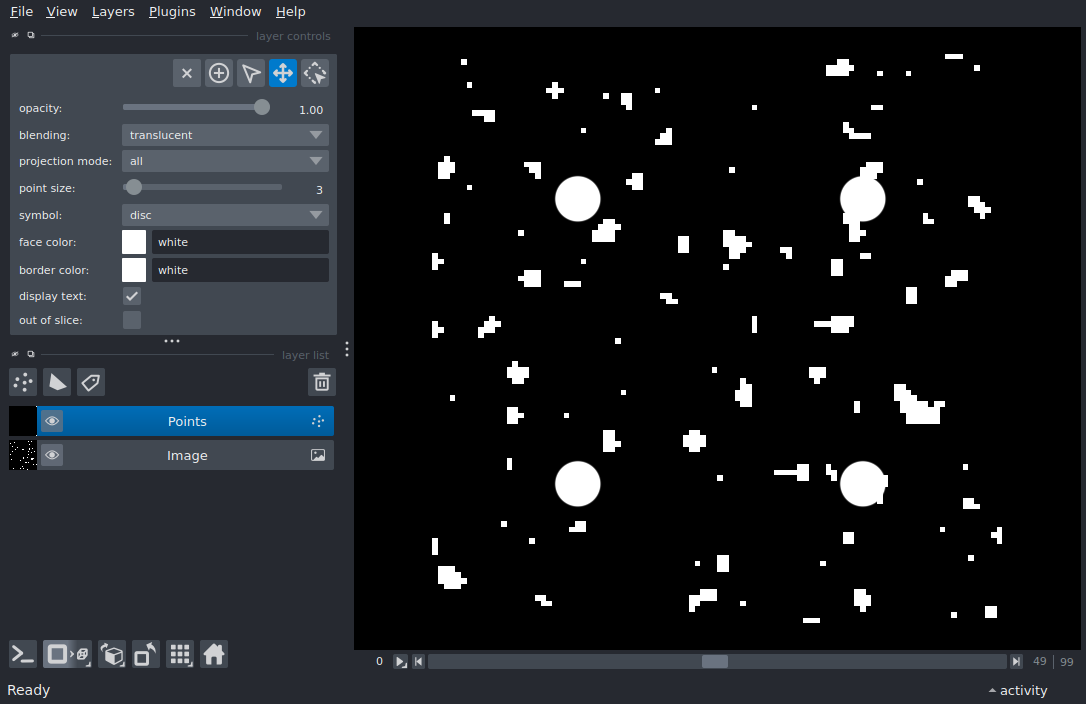 File View Layers Plugins Window Help
layer controls
opacity: 1.00
blending: translucent
projection mode: all
point size: 3
symbol: disc
face color: white
border color: white
display text:
out of slice:
layer list
Points
Image
0 49 99
Ready activity